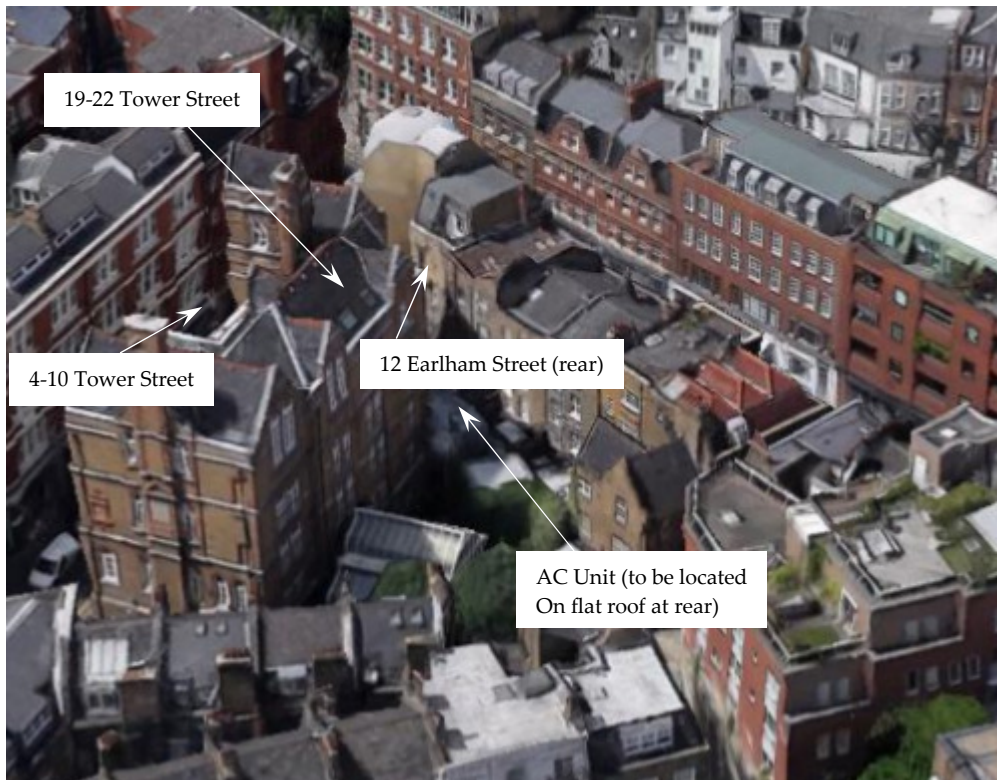 19-22 Tower Street
12 Earlham Street (rear)
4-10 Tower Street
AC Unit (to be located
On flat roof at rear)